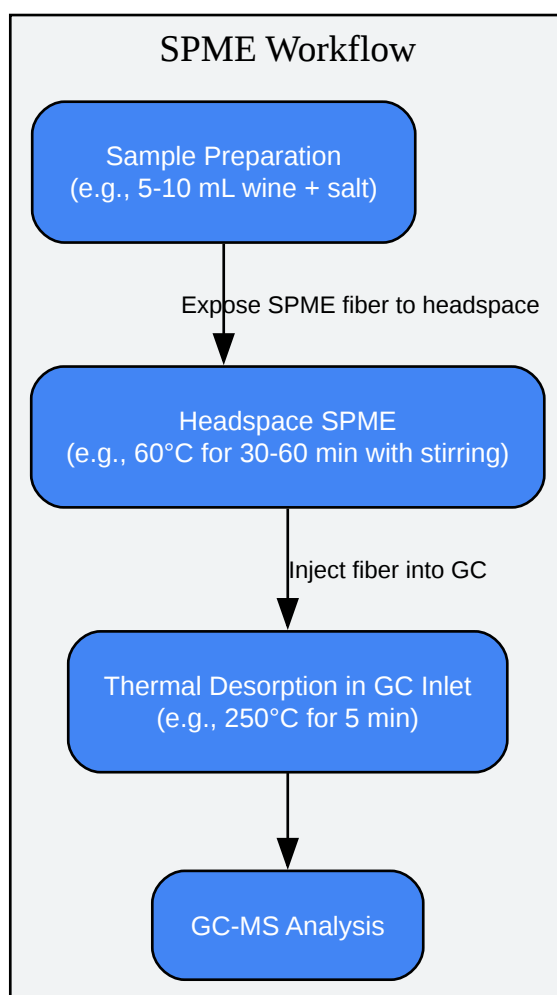 SPME Workflow
Sample Preparation
(e.g., 5-10 mL wine + salt)
Expose SPME fiber to headspace
Headspace SPME
(e.g., 60°C for 30-60 min with stirring)
Inject fiber into GC
Thermal Desorption in GC Inlet
(e.g., 250°C for 5 min)
GC-MS Analysis